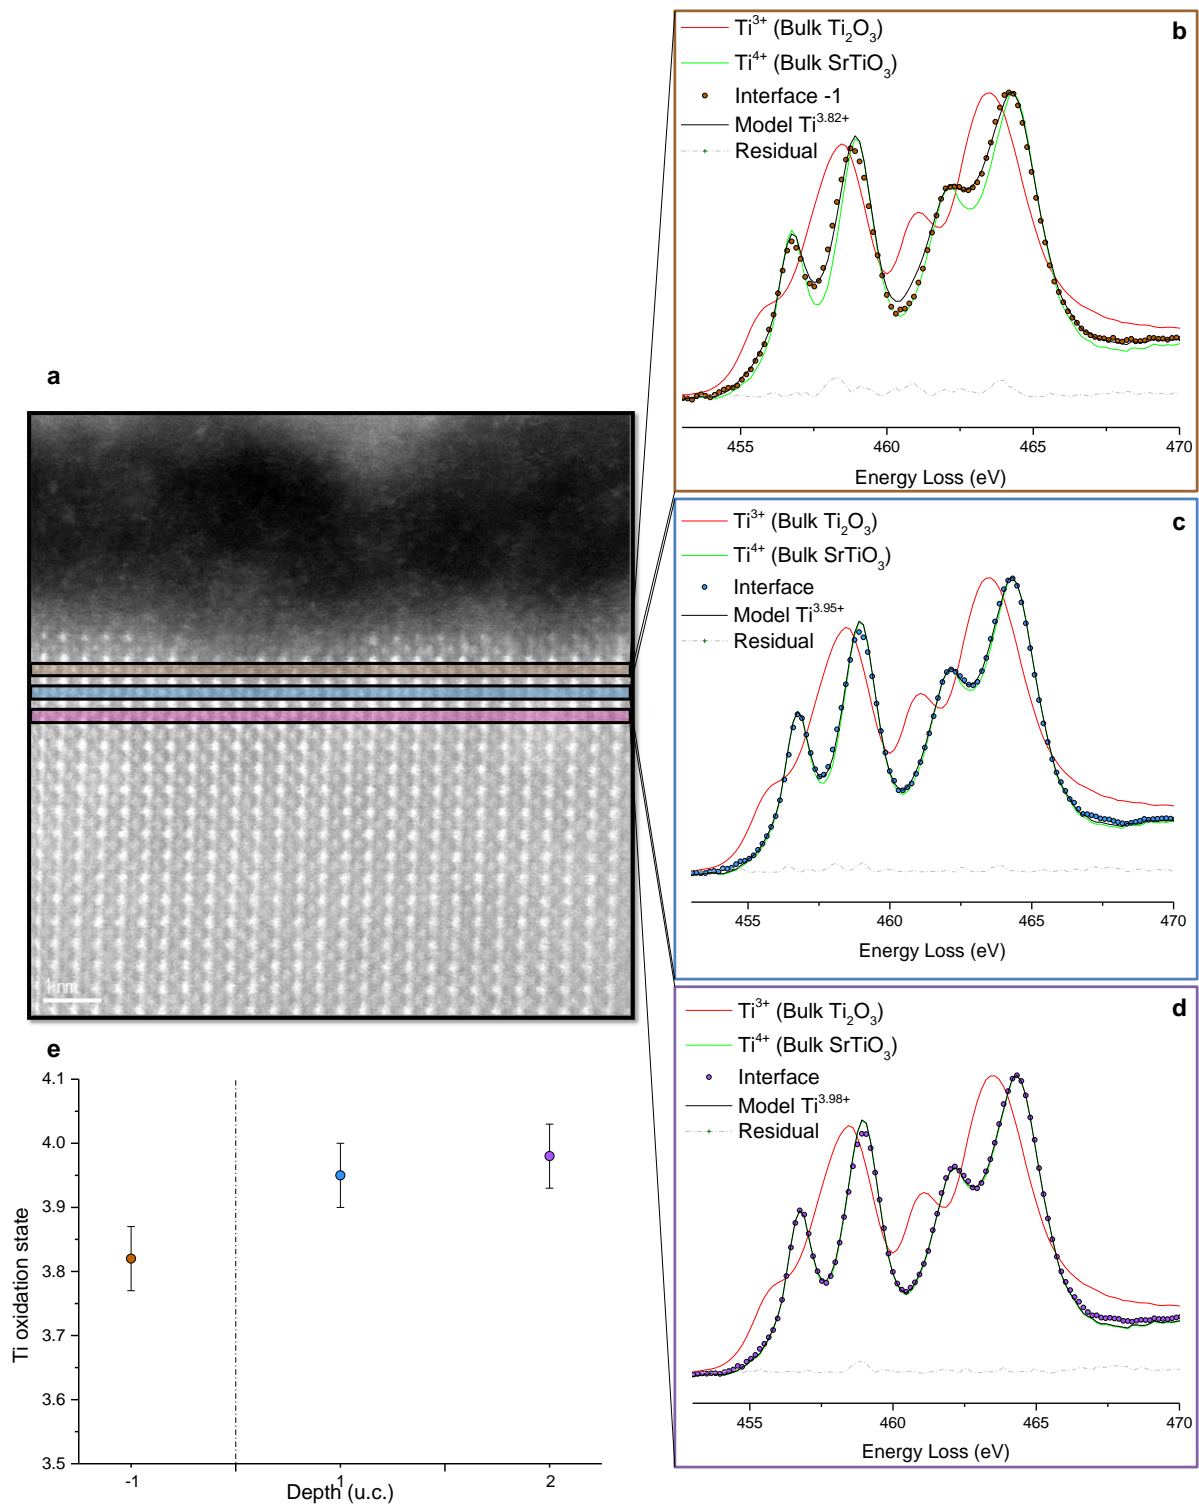 a
1 nm
b
Ti³⁺ (Bulk Ti₂O₃)
Ti⁴⁺ (Bulk SrTiO₃)
Interface -1
Model Ti³·⁸²⁺
Residual
455 460 465 470
Energy Loss (eV)
c
Ti³⁺ (Bulk Ti₂O₃)
Ti⁴⁺ (Bulk SrTiO₃)
Interface
Model Ti³·⁹⁵⁺
Residual
455 460 465 470
Energy Loss (eV)
d
Ti³⁺ (Bulk Ti₂O₃)
Ti⁴⁺ (Bulk SrTiO₃)
Interface
Model Ti³·⁹⁸⁺
Residual
455 460 465 470
Energy Loss (eV)
e
Ti oxidation state
4.1
4.0
3.9
3.8
3.7
3.6
3.5
-1 1 2
Depth (u.c.)